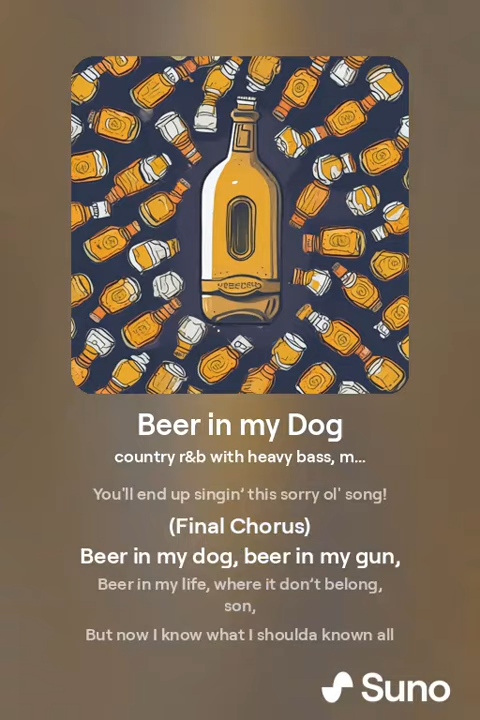 Beer in my Dog
country r&b with heavy bass, m...
You'll end up singin' this sorry ol' song!
(Final Chorus)
Beer in my dog, beer in my gun,
Beer in my life, where it don't belong,
son,
But now I know what I shoulda known all
Suno